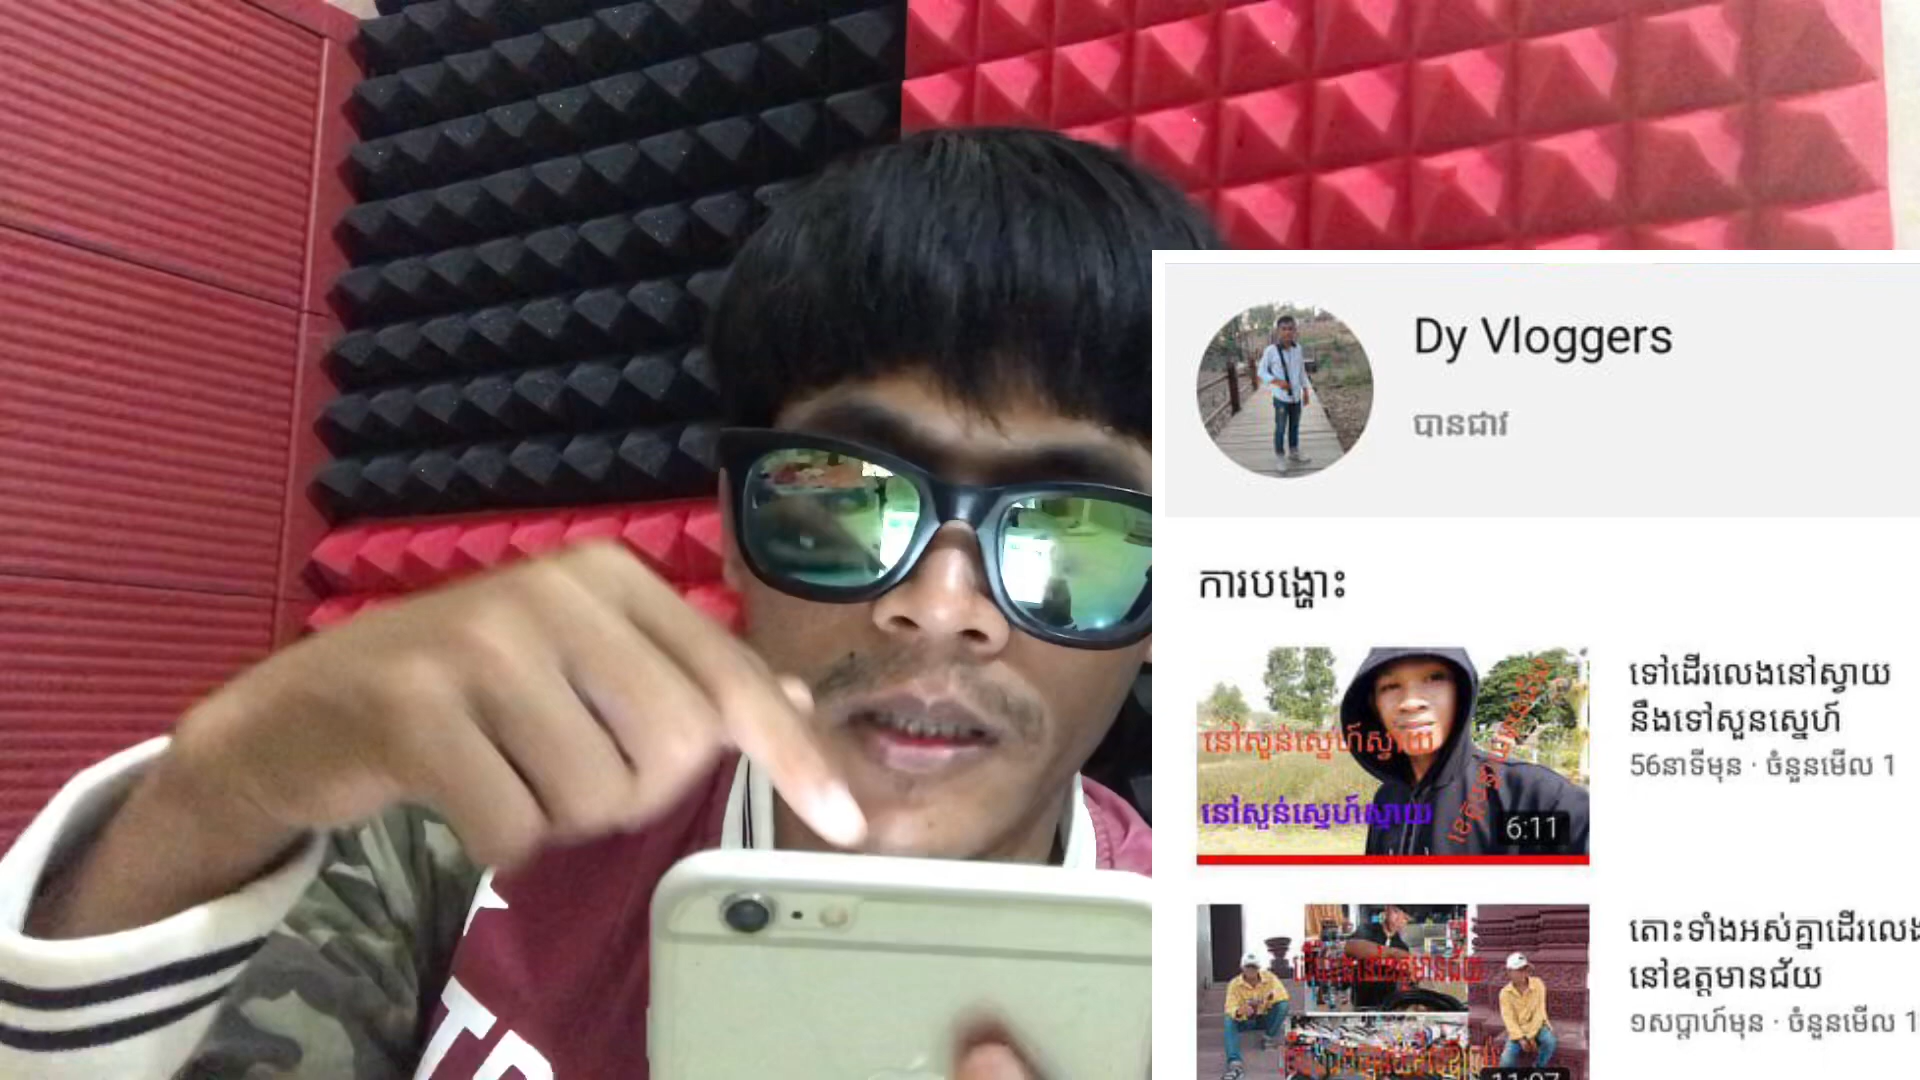 Dy Vloggers
បានជាវ
ការបង្ហោះ
ទៅដើរលេងនៅស្វាយ
នឹងទៅសួនស្នេហ៍
56នាទីមុន · ចំនួនមើល 1
នៅសួន់ស្នេហ៍ស្វាយ
នៅសួន់ស្នេហ៍ស្វាយ
6:11
តោះទាំងអស់គ្នាដើរលេង
នៅឧត្តមានជ័យ
១សប្ដាហ៍មុន · ចំនួនមើល 1
11:07